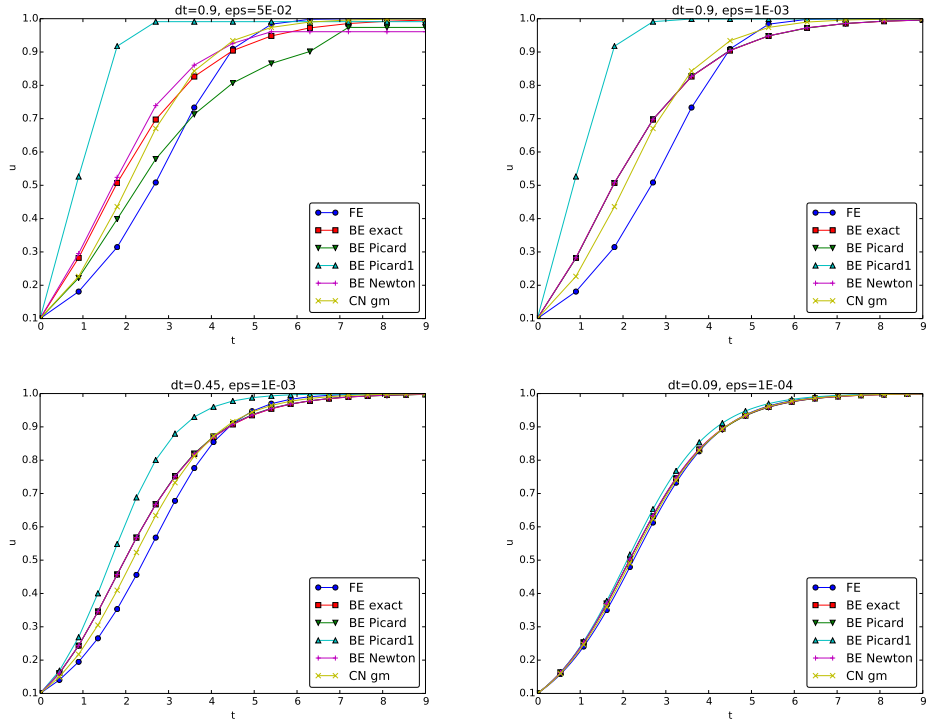 dt=0.9, eps=5E-02
1.0
0.9
0.8
0.7
0.6
0.5
0.4
0.3
0.2
0.1
u
0 1 2 3 4 5 6 7 8 9
t
FE
BE exact
BE Picard
BE Picard1
BE Newton
CN gm
dt=0.9, eps=1E-03
1.0
0.9
0.8
0.7
0.6
0.5
0.4
0.3
0.2
0.1
u
0 1 2 3 4 5 6 7 8 9
t
FE
BE exact
BE Picard
BE Picard1
BE Newton
CN gm
dt=0.45, eps=1E-03
1.0
0.9
0.8
0.7
0.6
0.5
0.4
0.3
0.2
0.1
u
0 1 2 3 4 5 6 7 8 9
t
FE
BE exact
BE Picard
BE Picard1
BE Newton
CN gm
dt=0.09, eps=1E-04
1.0
0.9
0.8
0.7
0.6
0.5
0.4
0.3
0.2
0.1
u
0 1 2 3 4 5 6 7 8 9
t
FE
BE exact
BE Picard
BE Picard1
BE Newton
CN gm